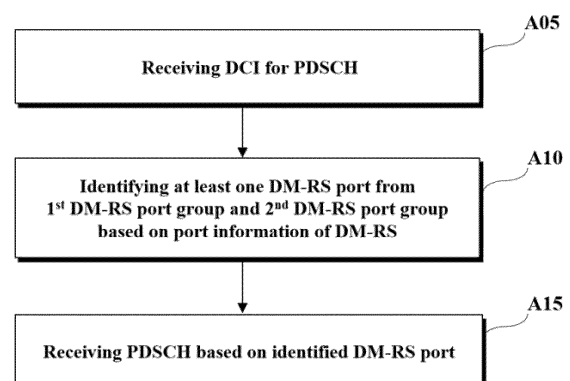 A05
Receiving DCI for PDSCH
A10
Identifying at least one DM-RS port from
1st DM-RS port group and 2nd DM-RS port group
based on port information of DM-RS
A15
Receiving PDSCH based on identified DM-RS port